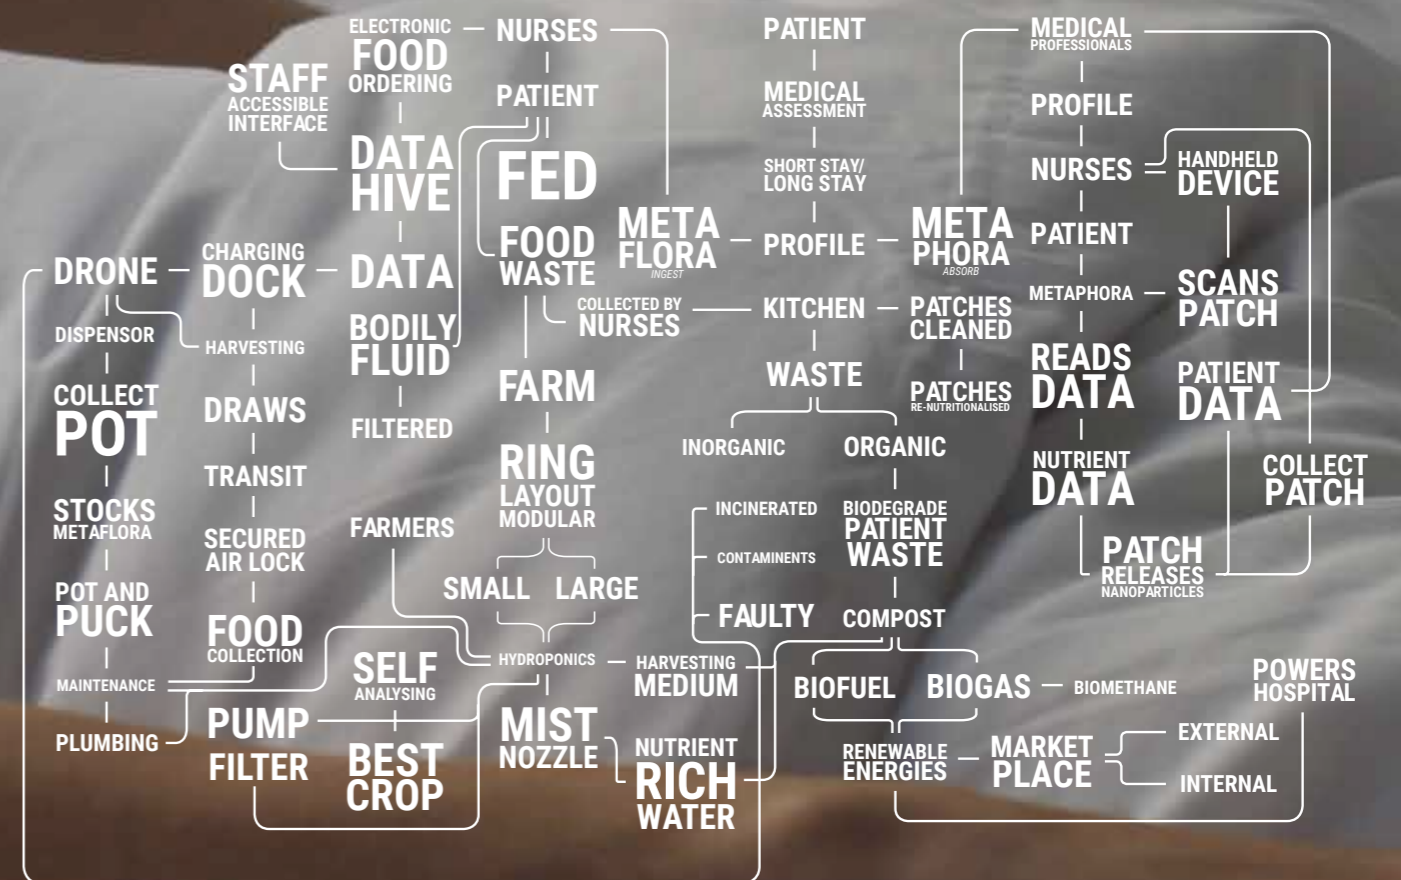 ELECTRONIC
FOOD
ORDERING
STAFF
ACCESSIBLE
INTERFACE
DATA
HIVE
DATA
BODILY
FLUID
FILTERED
NURSES
PATIENT
FED
FOOD
WASTE
COLLECTED BY
NURSES
FARM
RING
LAYOUT
MODULAR
SMALL
LARGE
HYDROPONICS
MIST
NOZZLE
HARVESTING
MEDIUM
NUTRIENT
RICH
WATER
DRONE
DISPENSOR
COLLECT
POT
STOCKS
METAFLORA
POT AND
PUCK
MAINTENANCE
PLUMBING
CHARGING
DOCK
HARVESTING
DRAWS
TRANSIT
SECURED
AIR LOCK
FOOD
COLLECTION
PUMP
FILTER
FARMERS
SELF
ANALYSING
BEST
CROP
PATIENT
MEDICAL
ASSESSMENT
SHORT STAY/
LONG STAY
PROFILE
META
FLORA
INGEST
META
PHORA
ABSORB
KITCHEN
PATCHES
CLEANED
PATCHES
RE-NUTRITIONALISED
WASTE
INORGANIC
ORGANIC
INCINERATED
CONTAMINENTS
FAULTY
BIODEGRADE
PATIENT
WASTE
COMPOST
BIOFUEL
BIOGAS
BIOMETHANE
RENEWABLE
ENERGIES
MARKET
PLACE
EXTERNAL
INTERNAL
POWERS
HOSPITAL
MEDICAL
PROFESSIONALS
PROFILE
NURSES
PATIENT
METAPHORA
READS
DATA
NUTRIENT
DATA
PATCH
RELEASES
NANOPARTICLES
HANDHELD
DEVICE
SCANS
PATCH
PATIENT
DATA
COLLECT
PATCH